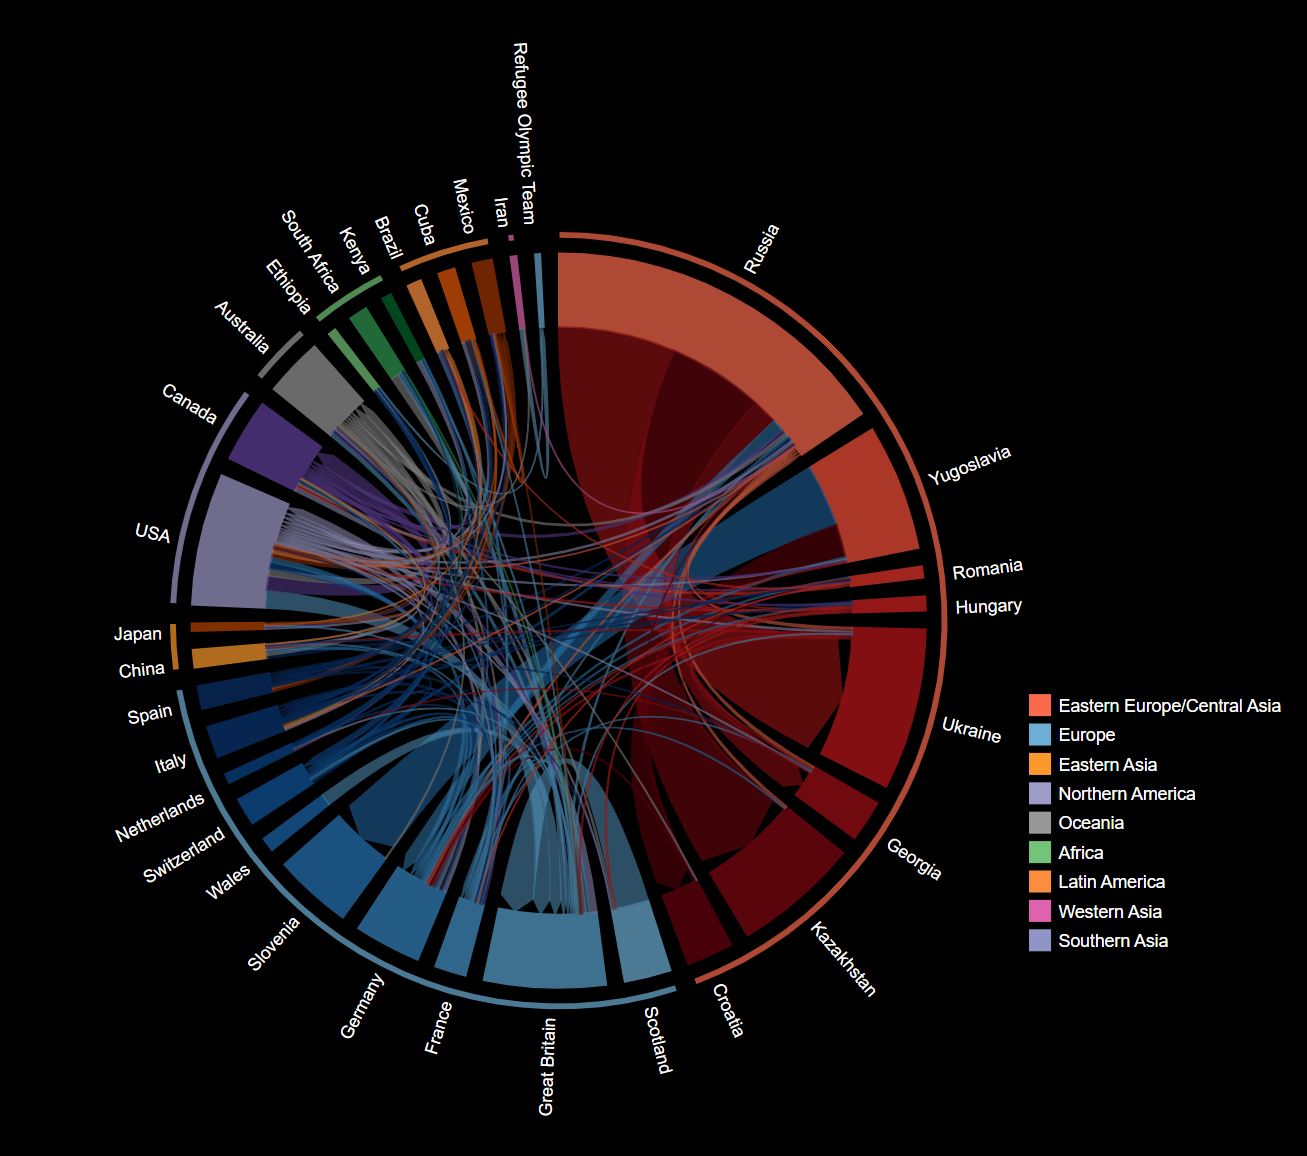 Refugee Olympic Team
Russia
Yugoslavia
Romania
Hungary
Ukraine
Georgia
Kazakhstan
Croatia
Scotland
Great Britain
France
Germany
Slovenia
Wales
Switzerland
Netherlands
Italy
Spain
China
Japan
USA
Canada
Australia
Ethiopia
South Africa
Kenya
Brazil
Cuba
Mexico
Iran
Eastern Europe/Central Asia
Europe
Eastern Asia
Northern America
Oceania
Africa
Latin America
Western Asia
Southern Asia